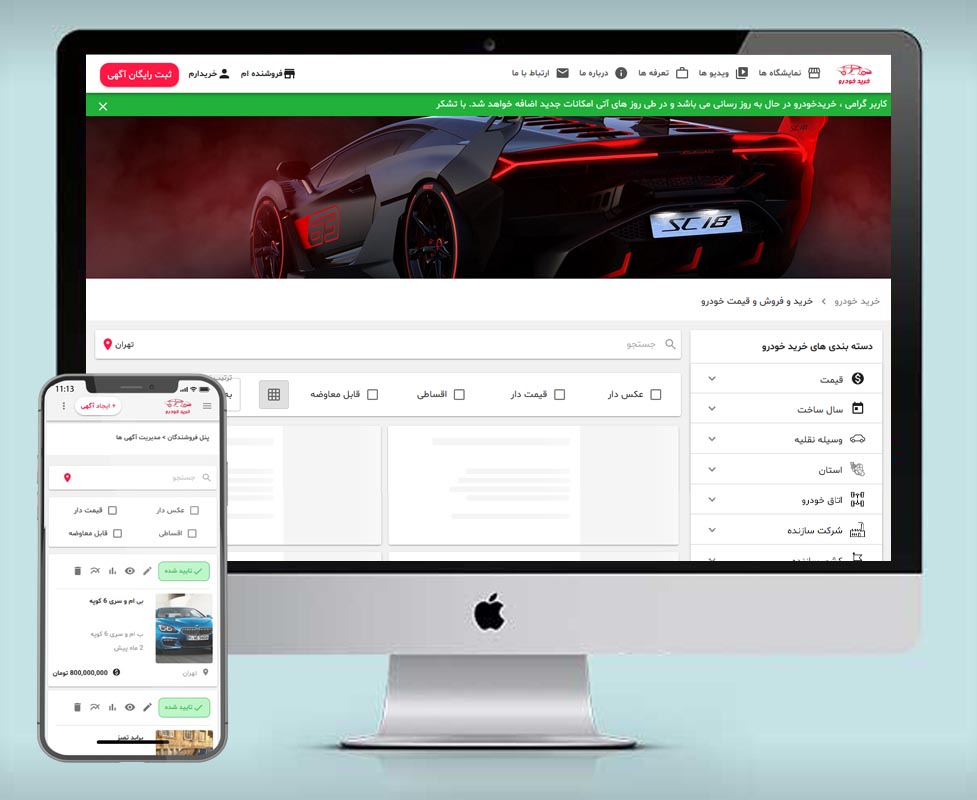 خرید خودرو
نمایشگاه ها
ویدیو ها
تعرفه ها
درباره ما
ارتباط با ما
فروشنده ام
خریدارم
ثبت رایگان آگهی
کاربر گرامی ، خریدخودرو در حال به روز رسانی می باشد و در طی روز های آتی امکانات جدید اضافه خواهد شد. با تشکر
SC18
63
SC18
خرید خودرو › خرید و فروش و قیمت خودرو
دسته بندی های خرید خودرو
قیمت
سال ساخت
وسیله نقلیه
استان
اتاق خودرو
شرکت سازنده
جستجو
تهران
عکس دار
قیمت دار
اقساطی
قابل معاوضه
11:13
خرید خودرو
+ ایجاد آگهی
پنل فروشندگان > مدیریت آگهی ها
جستجو
عکس دار
قیمت دار
اقساطی
قابل معاوضه
تایید شده
بی ام و سری 6 کوپه
ب ام و سری 6 کوپه
2 ماه پیش
تهران
800,000,000 تومان
تایید شده
پراید تمیز